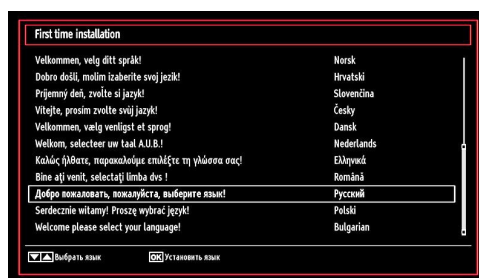 First time installation
Velkommen, velg ditt språk! Norsk
Dobro došli, molim izaberite svoj jezik! Hrvatski
Príjemný deň, zvoľte si jazyk! Slovenčina
Vítejte, prosím zvolte svůj jazyk! Česky
Velkommen, vælg venligst et sprog! Dansk
Welkom, selecteer uw taal A.U.B.! Nederlands
Καλώς ήλθατε, παρακαλούμε επιλέξτε τη γλώσσα σας! Ελληνικά
Bine aţi venit, selectaţi limba dvs ! Română
Добро пожаловать, пожалуйста, выберите язык! Русский
Serdecznie witamy! Proszę wybrać język! Polski
Welcome please select your language! Bulgarian
Выбрать язык OK Установить язык